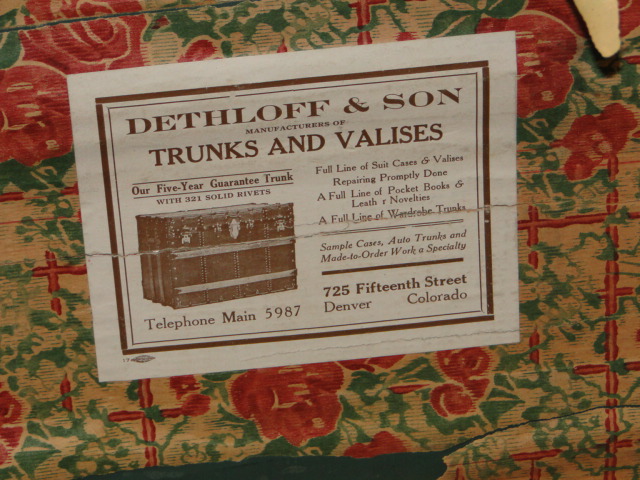 DETHLOFF & SON
MANUFACTURERS OF
TRUNKS AND VALISES
Our Five-Year Guarantee Trunk
WITH 321 SOLID RIVETS
Telephone Main 5987
Full Line of Suit Cases & Valises
Repairing Promptly Done
A Full Line of Pocket Books &
Leath r Novelties
A Full Line of Wardrobe Trunks
Sample Cases, Auto Trunks and
Made-to-Order Work a Specialty
725 Fifteenth Street
Denver Colorado